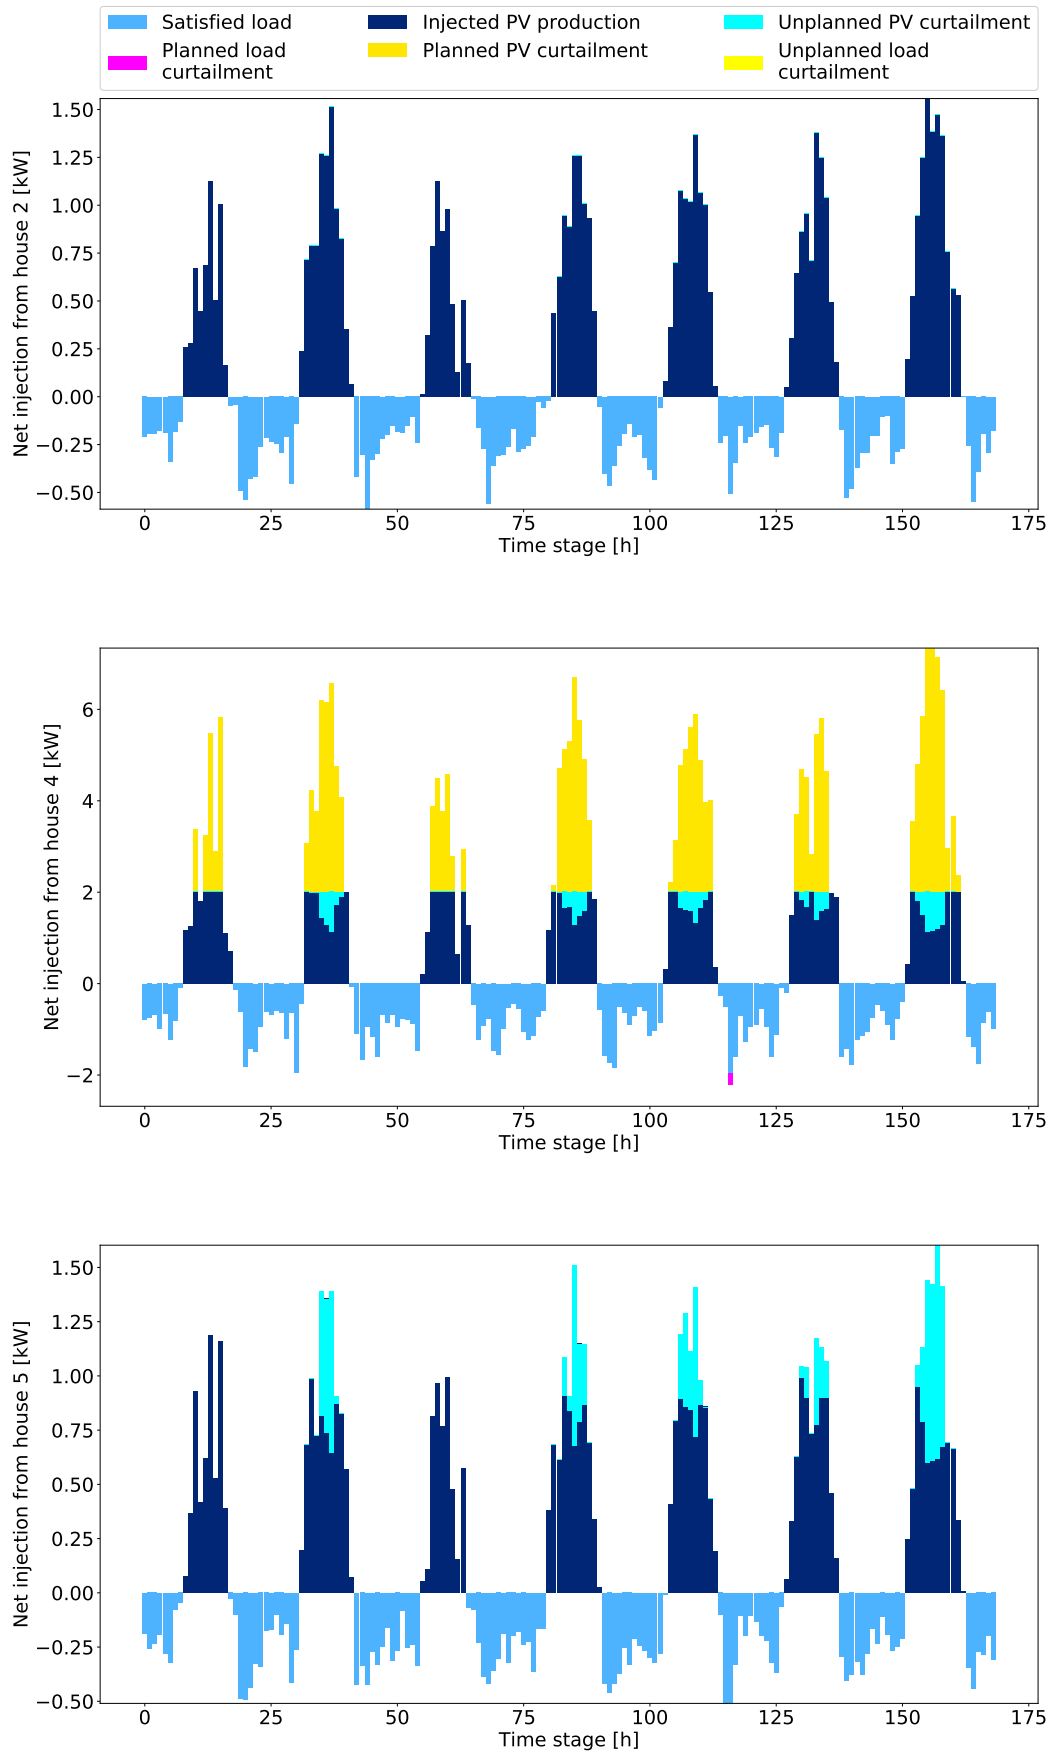 Satisfied load
Injected PV production
Unplanned PV curtailment
Planned load
curtailment
Planned PV curtailment
Unplanned load
curtailment
Net injection from house 2 [kW]
1.50
1.25
1.00
0.75
0.50
0.25
0.00
−0.25
−0.50
0 25 50 75 100 125 150 175
Time stage [h]
Net injection from house 4 [kW]
6
4
2
0
−2
0 25 50 75 100 125 150 175
Time stage [h]
Net injection from house 5 [kW]
1.50
1.25
1.00
0.75
0.50
0.25
0.00
−0.25
−0.50
0 25 50 75 100 125 150 175
Time stage [h]